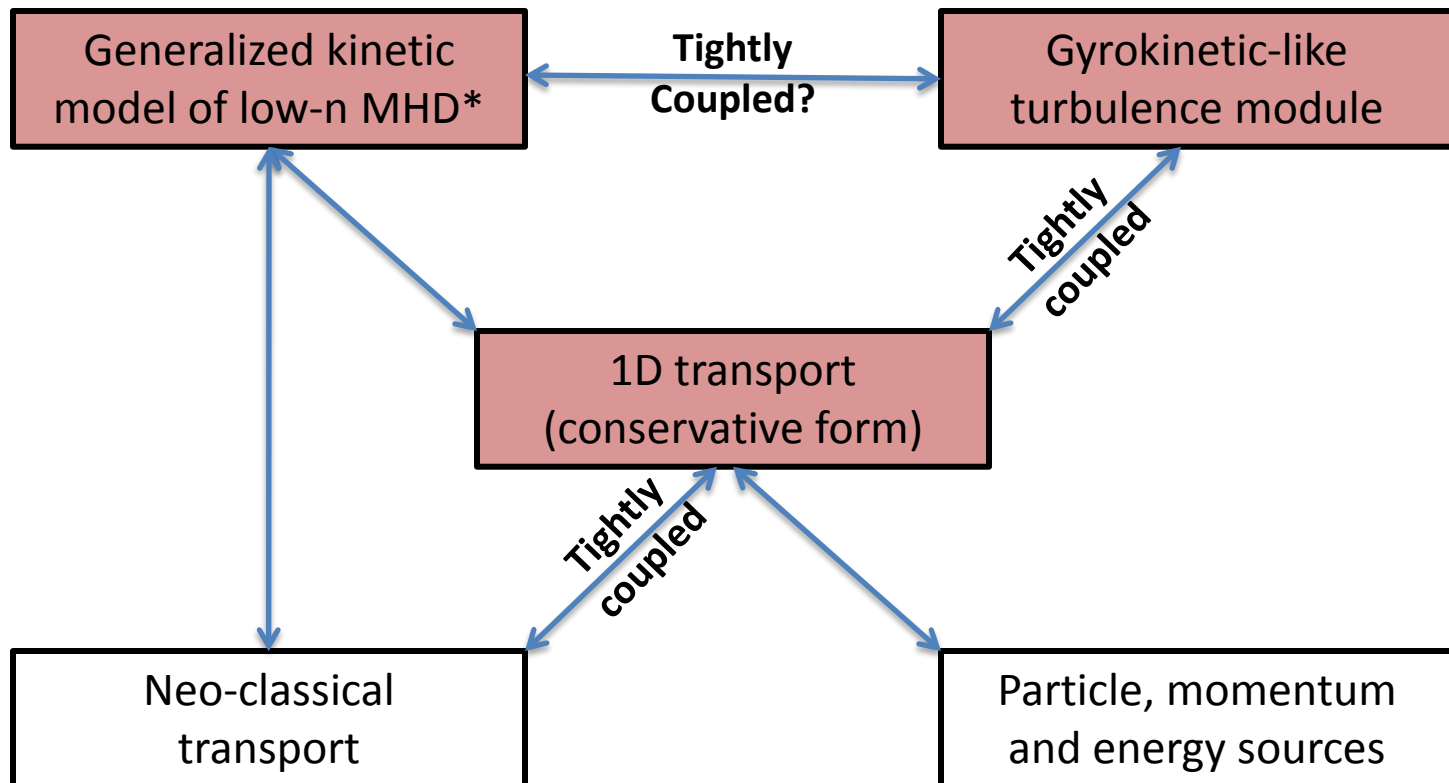 Generalized kinetic
model of low-n MHD*
Tightly
Coupled?
Gyrokinetic-like
turbulence module
Tightly
coupled
1D transport
(conservative form)
Tightly
coupled
Neo-classical
transport
Particle, momentum
and energy sources